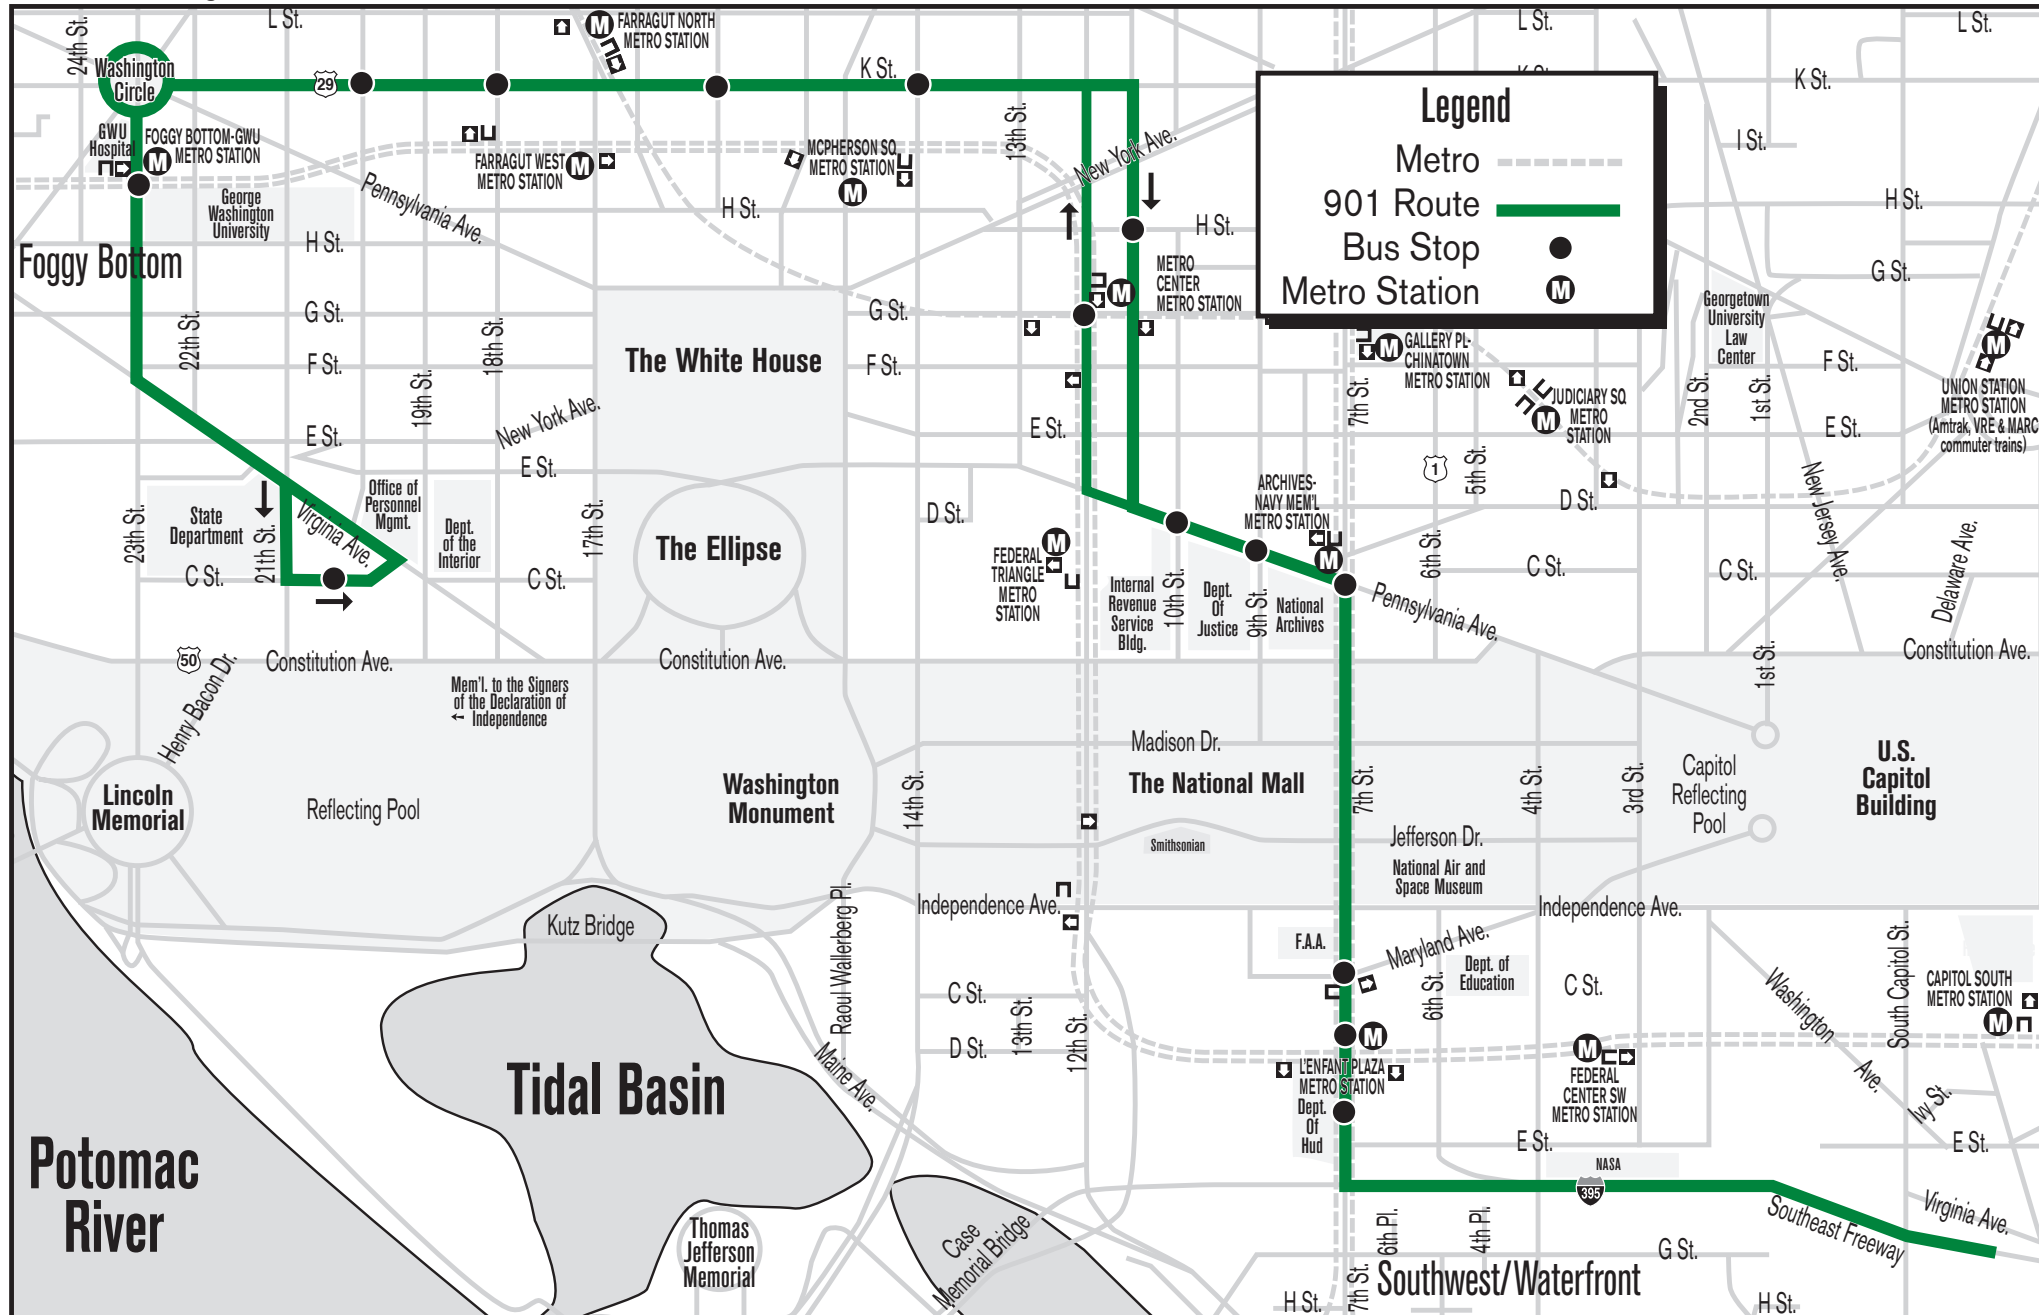 L St.
24th St.
Washington
Circle
29
M
FARRAGUT NORTH
METRO STATION
K St.
L St.
L St.
K St.
GWU
Hospital
FOGGY BOTTOM-GWU
METRO STATION
M
FARRAGUT WEST
METRO STATION
M
MCPHERSON SQ
METRO STATION
M
13th St.
New York Ave.
Legend
Metro
901 Route
Bus Stop
Metro Station
M
I St.
H St.
G St.
George
Washington
University
Pennsylvania Ave.
H St.
H St.
H St.
Foggy Bottom
METRO
CENTER
METRO STATION
M
G St.
G St.
22th St.
18th St.
F St.
F St.
19th St.
The White House
New York Ave.
E St.
E St.
E St.
GALLERY PL-
CHINATOWN
METRO STATION
M
7th St.
JUDICIARY SQ
METRO
STATION
M
Georgetown
University
Law
Center
2nd St.
1st St.
F St.
E St.
M
UNION STATION
METRO STATION
(Amtrak, VRE & MARC
commuter trains)
1
5th St.
D St.
New Jersey Ave.
Delaware Ave.
23th St.
State
Department
21th St.
Virginia Ave.
Office of
Personnel
Mgmt.
Dept.
of the
Interior
17th St.
The Ellipse
D St.
C St.
C St.
M
FEDERAL
TRIANGLE
METRO
STATION
ARCHIVES-
NAVY MEM'L
METRO STATION
M
Internal
Revenue
Service
Bldg.
10th St.
Dept.
Of
Justice
9th St.
National
Archives
Pennsylvania Ave.
6th St.
C St.
C St.
50
Constitution Ave.
Constitution Ave.
Constitution Ave.
1st St.
Henry Bacon Dr.
Mem'l. to the Signers
of the Declaration of
Independence
Lincoln
Memorial
Reflecting Pool
Washington
Monument
14th St.
Madison Dr.
The National Mall
Smithsonian
7th St.
Jefferson Dr.
National Air and
Space Museum
4th St.
3rd St.
Capitol
Reflecting
Pool
U.S.
Capitol
Building
Independence Ave.
Independence Ave.
Kutz Bridge
Raoul Wallerberg Pl.
F.A.A.
Maryland Ave.
Dept. of
Education
6th St.
C St.
C St.
D St.
13th St.
12th St.
Washington
Ave.
South Capitol St.
CAPITOL SOUTH
METRO STATION
M
Maine Ave.
M
L'ENFANT PLAZA
METRO STATION
M
FEDERAL
CENTER SW
METRO STATION
Dept.
Of
Hud
Ivy St.
E St.
E St.
NASA
395
Tidal Basin
Potomac
River
Thomas
Jefferson
Memorial
Case
Memorial Bridge
6th Pl.
4th Pl.
G St.
Southeast Freeway
Virginia Ave.
7th St.
Southwest/Waterfront
H St.
H St.